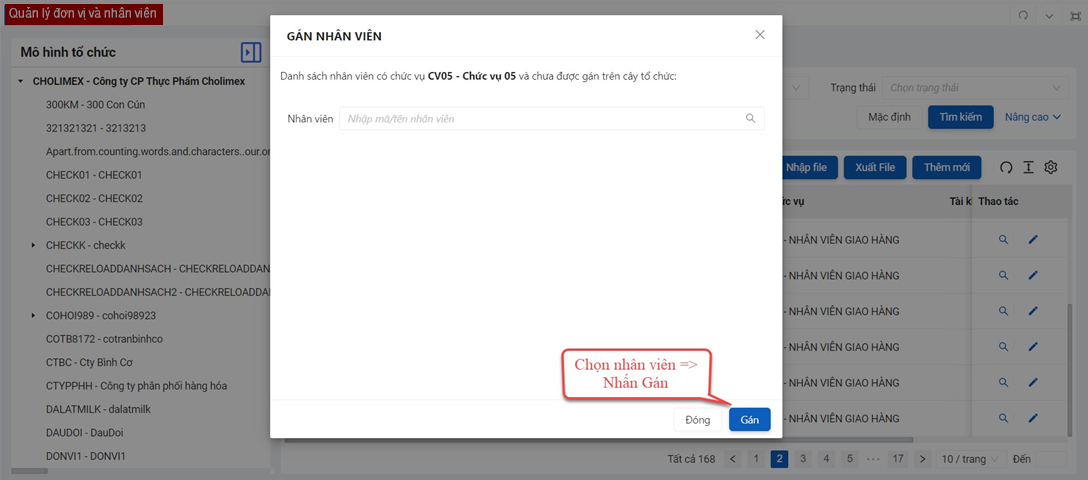 Quản lý đơn vị và nhân viên
Mô hình tổ chức
CHOLIMEX - Công ty CP Thực Phẩm Cholimex
300KM - 300 Con Cún
321321321 - 3213213
Apart.from.counting.words.and.characters..our.or
CHECK01 - CHECK01
CHECK02 - CHECK02
CHECK03 - CHECK03
CHECKK - checkk
CHECKRELOADDANHSACH - CHECKRELOADDAN
CHECKRELOADDANHSACH2 - CHECKRELOADDA
COHOI989 - cohoi98923
COTB8172 - cotranbinhco
CTBC - Cty Bình Cơ
CTYPPHH - Công ty phân phối hàng hóa
DALATMILK - dalatmilk
DAUDOI - DauDoi
DONVI1 - DONVI1
GÁN NHÂN VIÊN
Danh sách nhân viên có chức vụ CV05 - Chức vụ 05 và chưa được gán trên cây tổ chức:
Nhân viên Nhập mã/tên nhân viên
Chọn nhân viên =>
Nhấn Gán
Đóng Gán
Trạng thái Chọn trạng thái
Mặc định Tìm kiếm Nâng cao
Nhập file Xuất File Thêm mới
ức vụ Tài k Thao tác
- NHÂN VIÊN GIAO HÀNG
- NHÂN VIÊN GIAO HÀNG
- NHÂN VIÊN GIAO HÀNG
- NHÂN VIÊN GIAO HÀNG
- NHÂN VIÊN GIAO HÀNG
- NHÂN VIÊN GIAO HÀNG
Tất cả 168 < 1 2 3 4 5 ••• 17 > 10 / trang Đến